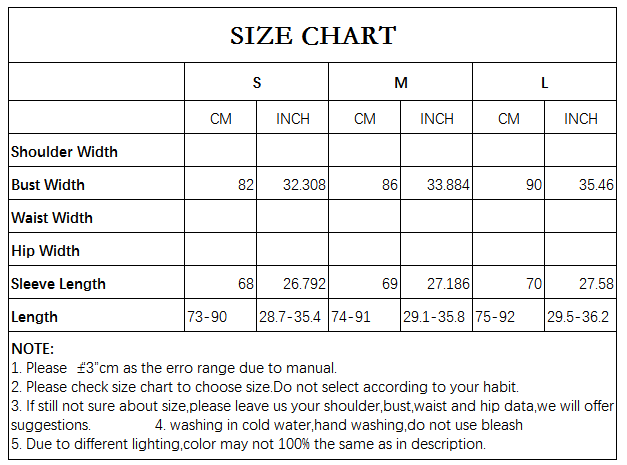 SIZE CHART
S M L
CM INCH CM INCH CM INCH
Shoulder Width
Bust Width 82 32.308 86 33.884 90 35.46
Waist Width
Hip Width
Sleeve Length 68 26.792 69 27.186 70 27.58
Length 73-90 28.7-35.4 74-91 29.1-35.8 75-92 29.5-36.2
NOTE:
1. Please ±3"cm as the erro range due to manual.
2. Please check size chart to choose size.Do not select according to your habit.
3. If still not sure about size,please leave us your shoulder,bust,waist and hip data,we will offer
suggestions. 4. washing in cold water,hand washing,do not use bleash
5. Due to different lighting,color may not 100% the same as in description.